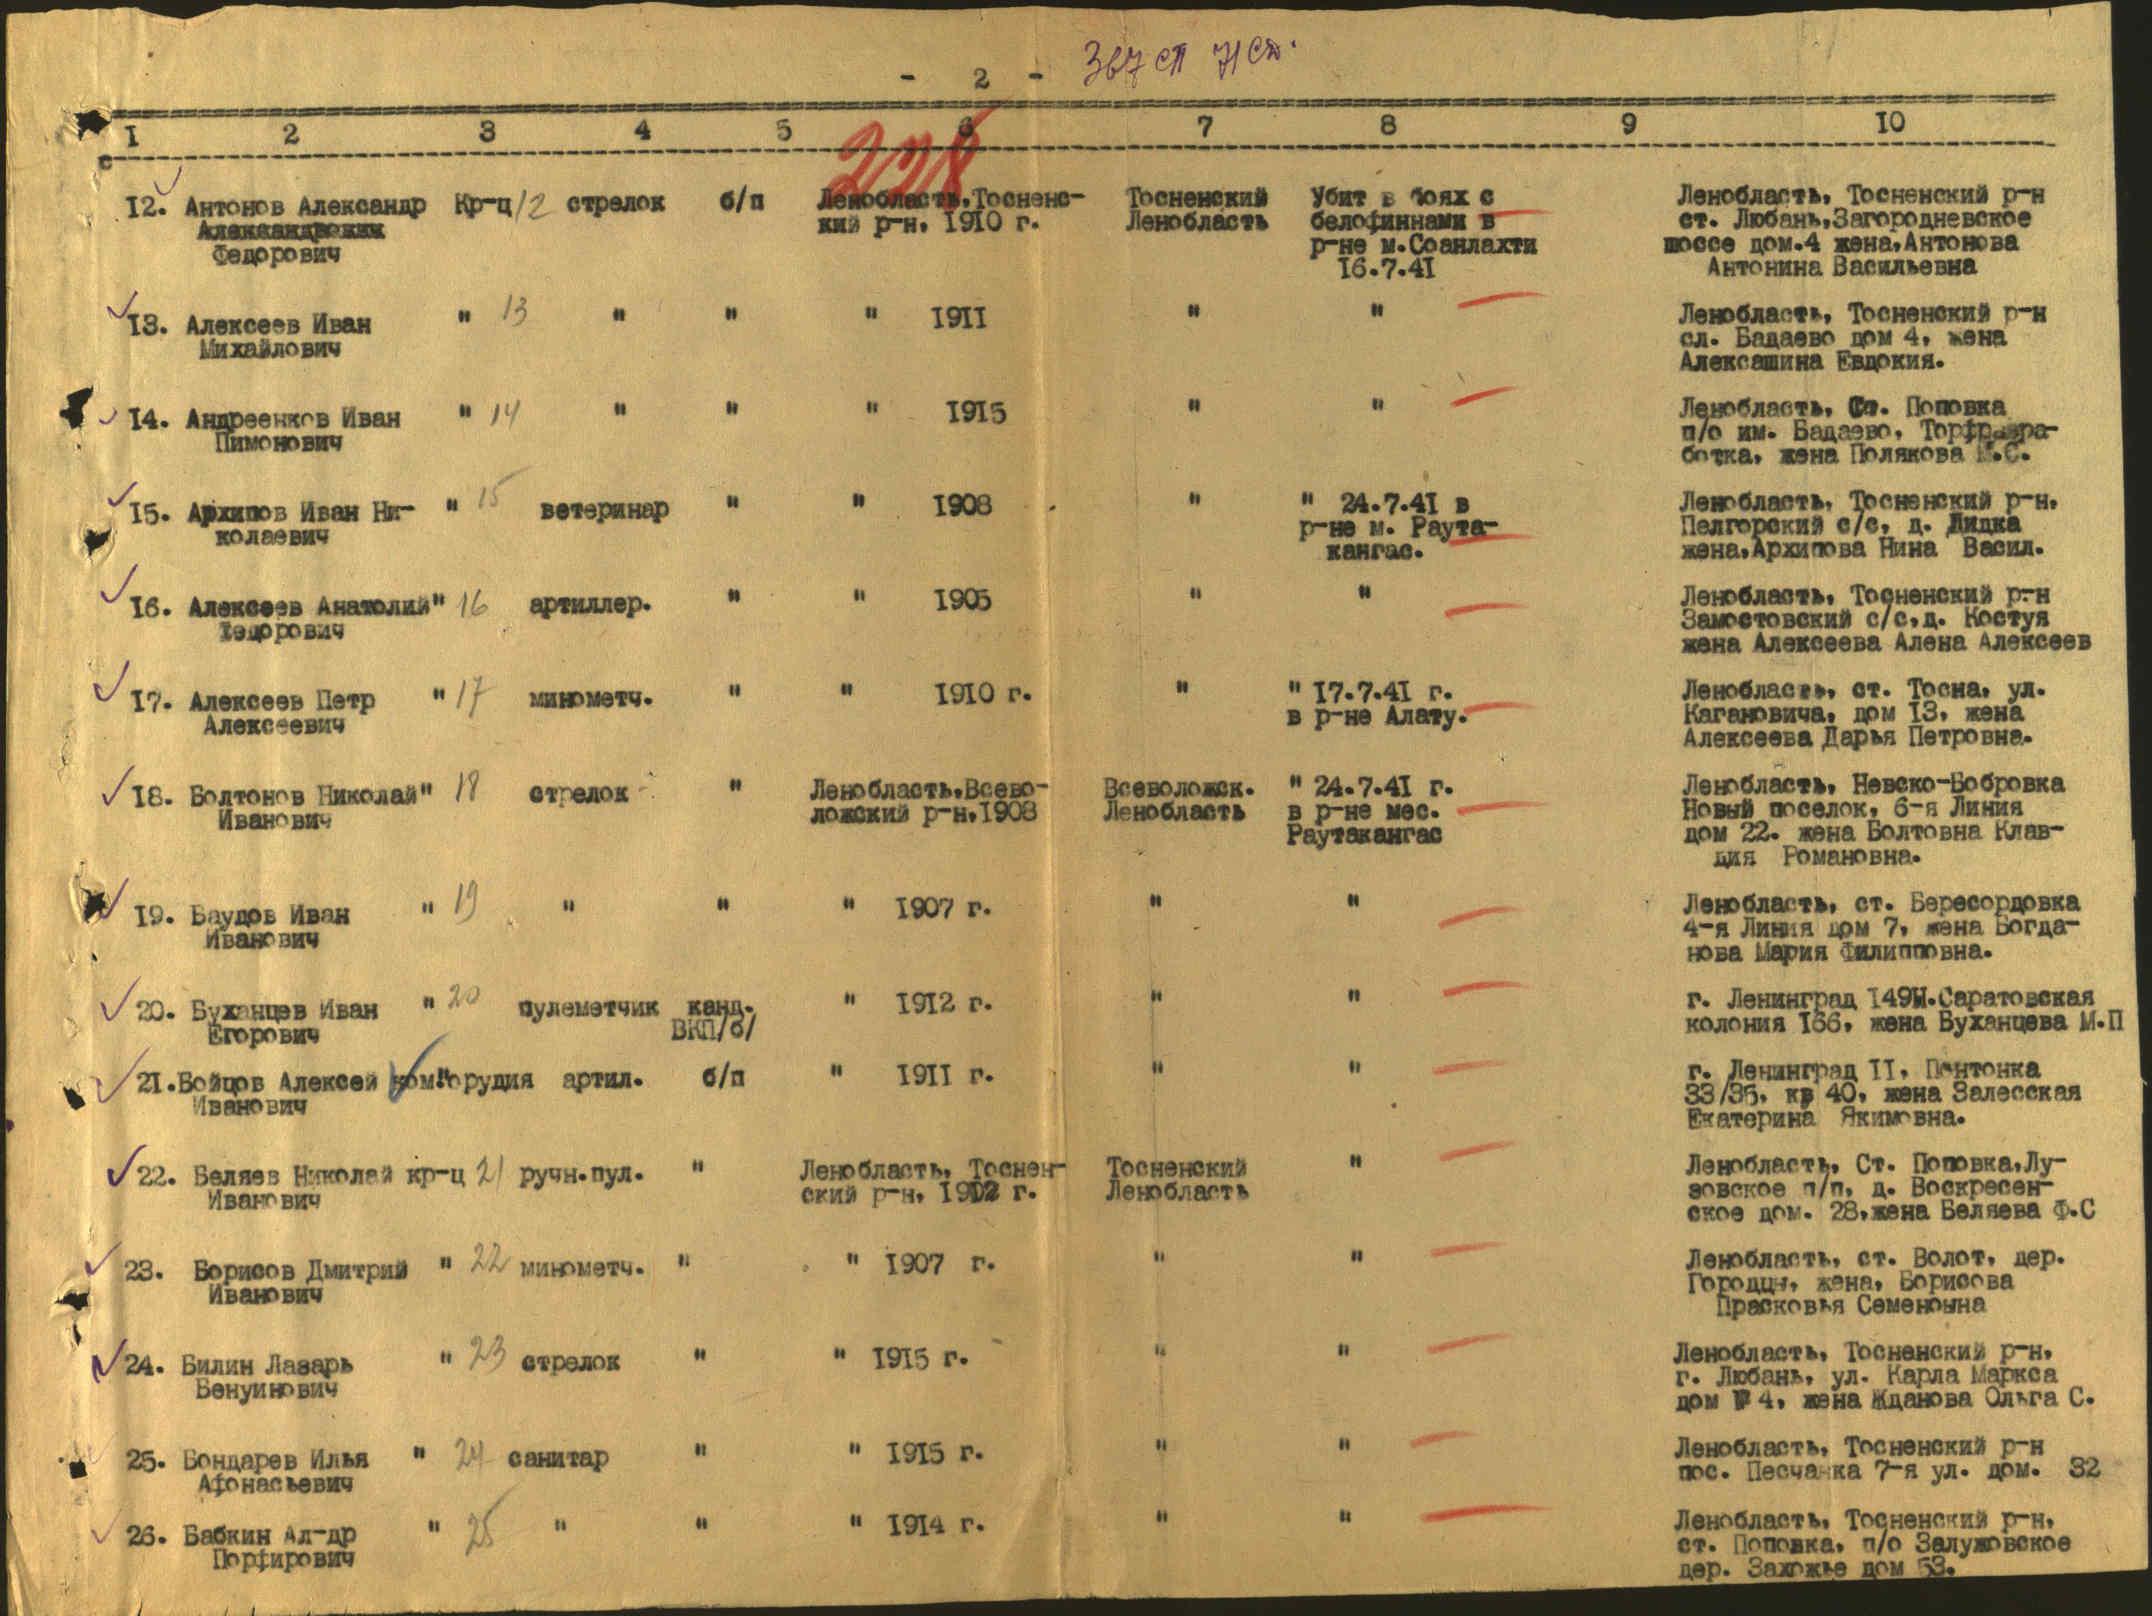 - 2 - 367 сп 71 сд.
1 2 3 4 5 6 7 8 9 10
228
12. Антонов Александр Кр-ц 12 стрелок б/п Ленобласть, Тосненс- Тосненский Убит в боях с Ленобласть, Тосненский р-н
кий р-н, 1910 г. Ленобласть белофиннами в ст. Любань, Загородневское
Федорович р-не м. Соанлахти шоссе дом.4 жена, Антонова
16.7.41 Антонина Васильевна
13. Алексеев Иван " 13 " " " 1911 " " Ленобласть, Тосненский р-н
Михайлович сл. Бадаево дом 4, жена
Алексашина Евдокия.
14. Андреенков Иван " 14 " " " 1915 " " Ленобласть, Ст. Поповка
Пимонович п/о им. Бадаево, Торфразра-
ботка, жена Полякова М.С.
15. Архипов Иван Ни- " 15 ветеринар " " 1908 " " 24.7.41 в Ленобласть, Тосненский р-н,
колаевич р-не м. Раута- Пелгорский с/с, д. Лидка
кангас. жена, Архипова Нина Васил.
16. Алексеев Анатолий " 16 артиллер. " " 1905 " " Ленобласть, Тосненский р-н
Федорович Замостовский с/с, д. Костуя
жена Алексеева Алена Алексеев
17. Алексеев Петр " 17 минометч. " " 1910 г. " " 17.7.41 г. Ленобласть, ст. Тосна, ул.
Алексеевич в р-не Алату. Кагановича, дом 13, жена
Алексеева Дарья Петровна.
18. Болтонов Николай " 18 стрелок " Ленобласть, Всево- Всеволожск. " 24.7.41 г. Ленобласть, Невско-Бобровка
Иванович ложский р-н, 1908 Ленобласть в р-не мес. Новый поселок, 6-я Линия
Раутакангас дом 22. жена Болтовна Клав-
дия Романовна.
19. Баудов Иван " 19 " " " 1907 г. " " Ленобласть, ст. Бересордовка
Иванович 4-я Линия дом 7, жена Богда-
нова Мария Филипповна.
20. Буханцев Иван " 20 пулеметчик канд. " 1912 г. " " г. Ленинград 149Н. Саратовская
Егорович ВКП/б/ колония 166, жена Буханцева М.П
21. Бойцов Алексей ком. орудия артил. б/п " 1911 г. " " г. Ленинград 11, Понтонка
Иванович 33/35, кв 40, жена Залесская
Екатерина Якимовна.
22. Беляев Николай кр-ц 21 ручн.пул. " Ленобласть, Тоснен- Тосненский " Ленобласть, Ст. Поповка, Лу-
Иванович ский р-н, 1902 г. Ленобласть зовское п/п, д. Воскресен-
ское дом. 28, жена Беляева Ф.С
23. Борисов Дмитрий " 22 минометч. " " 1907 г. " " Ленобласть, ст. Волот, дер.
Иванович Городцы, жена, Борисова
Прасковья Семеновна
24. Билин Лазарь " 23 стрелок " " 1915 г. " " Ленобласть, Тосненский р-н,
Бенуинович г. Любань, ул. Карла Маркса
дом № 4, жена Жданова Ольга С.
25. Бондарев Илья " 24 санитар " " 1915 г. " " Ленобласть, Тосненский р-н
Афонасьевич пос. Песчанка 7-я ул. дом. 32
26. Бабкин Ал-др " 25 " " " 1914 г. " " Ленобласть, Тосненский р-н,
Порфирович ст. Поповка, п/о Залужовское
дер. Захожье дом 53.